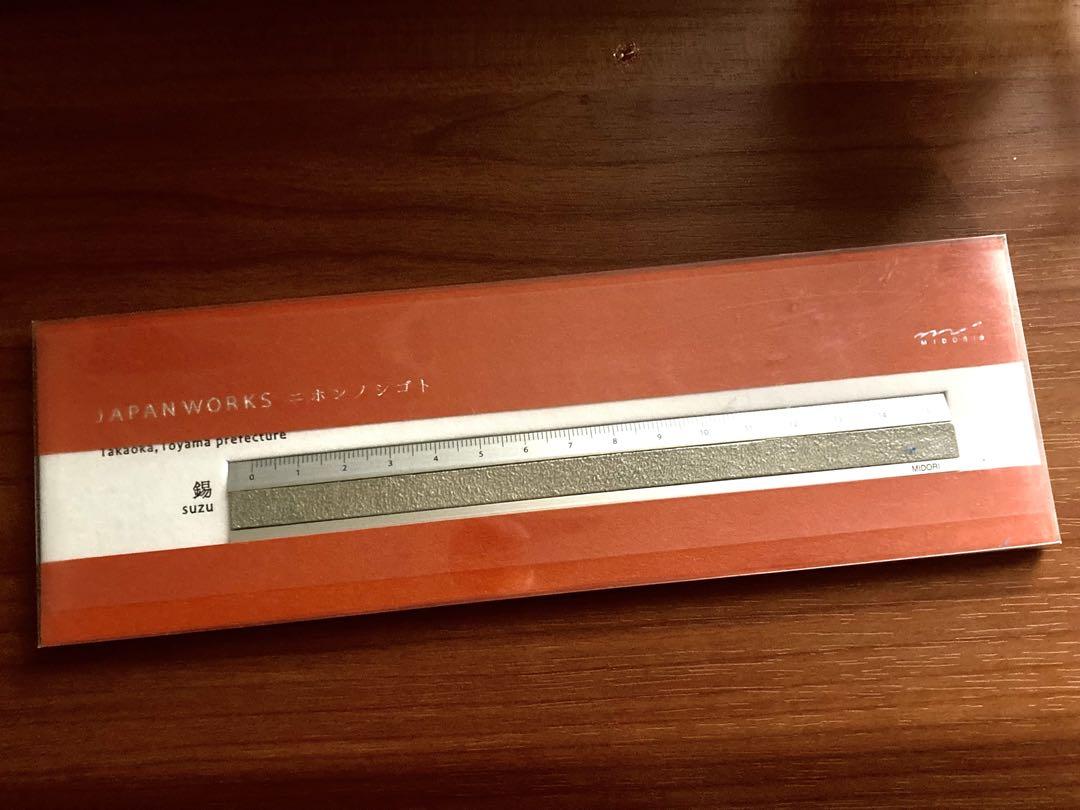 MIDORI®
JAPANWORKS ニホンノシゴト
Takaoka, Toyama prefecture
錫
suzu
0 1 2 3 4 5 6 7 8 9 10 11 12 13 14 15
MIDORI